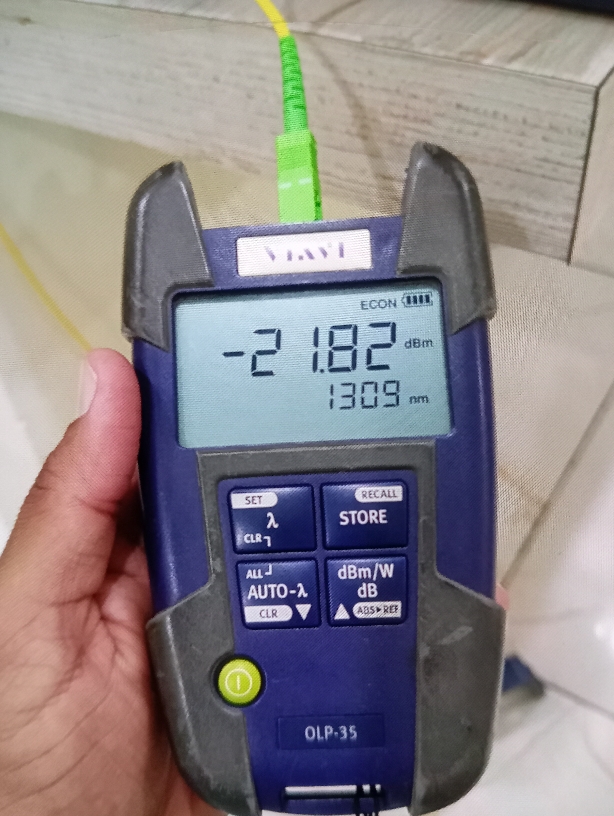 VIAVI
ECON
-21.82 dBm
1309 nm
SET
λ
CLR
RECALL
STORE
ALL
AUTO-λ
CLR ▼
dBm/W
dB
▲ ABS►REF
OLP-35